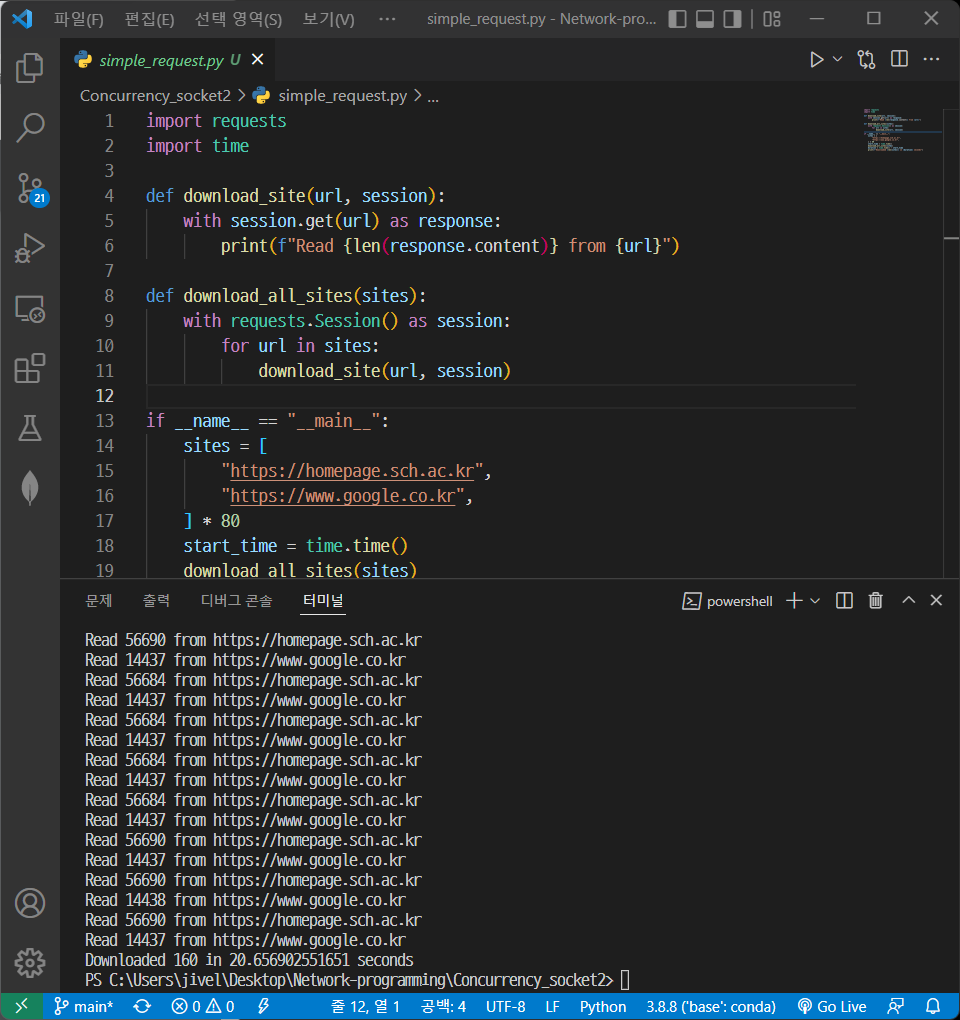 파일(F) 편집(E) 선택 영역(S) 보기(V) ··· simple_request.py - Network-pro...
simple_request.py U
Concurrency_socket2 > simple_request.py > ...
1 import requests
2 import time
3
4 def download_site(url, session):
5     with session.get(url) as response:
6         print(f"Read {len(response.content)} from {url}")
7
8 def download_all_sites(sites):
9     with requests.Session() as session:
10         for url in sites:
11             download_site(url, session)
12
13 if __name__ == "__main__":
14     sites = [
15         "https://homepage.sch.ac.kr",
16         "https://www.google.co.kr",
17     ] * 80
18     start_time = time.time()
19     download_all_sites(sites)
21
문제 출력 디버그 콘솔 터미널 powershell
Read 56690 from https://homepage.sch.ac.kr
Read 14437 from https://www.google.co.kr
Read 56684 from https://homepage.sch.ac.kr
Read 14437 from https://www.google.co.kr
Read 56684 from https://homepage.sch.ac.kr
Read 14437 from https://www.google.co.kr
Read 56684 from https://homepage.sch.ac.kr
Read 14437 from https://www.google.co.kr
Read 56684 from https://homepage.sch.ac.kr
Read 14437 from https://www.google.co.kr
Read 56690 from https://homepage.sch.ac.kr
Read 14437 from https://www.google.co.kr
Read 56690 from https://homepage.sch.ac.kr
Read 14438 from https://www.google.co.kr
Read 56690 from https://homepage.sch.ac.kr
Read 14437 from https://www.google.co.kr
Downloaded 160 in 20.656902551651 seconds
PS C:\Users\jivel\Desktop\Network-programming\Concurrency_socket2>
main* 0 0 줄 12, 열 1 공백: 4 UTF-8 LF Python 3.8.8 ('base': conda) Go Live